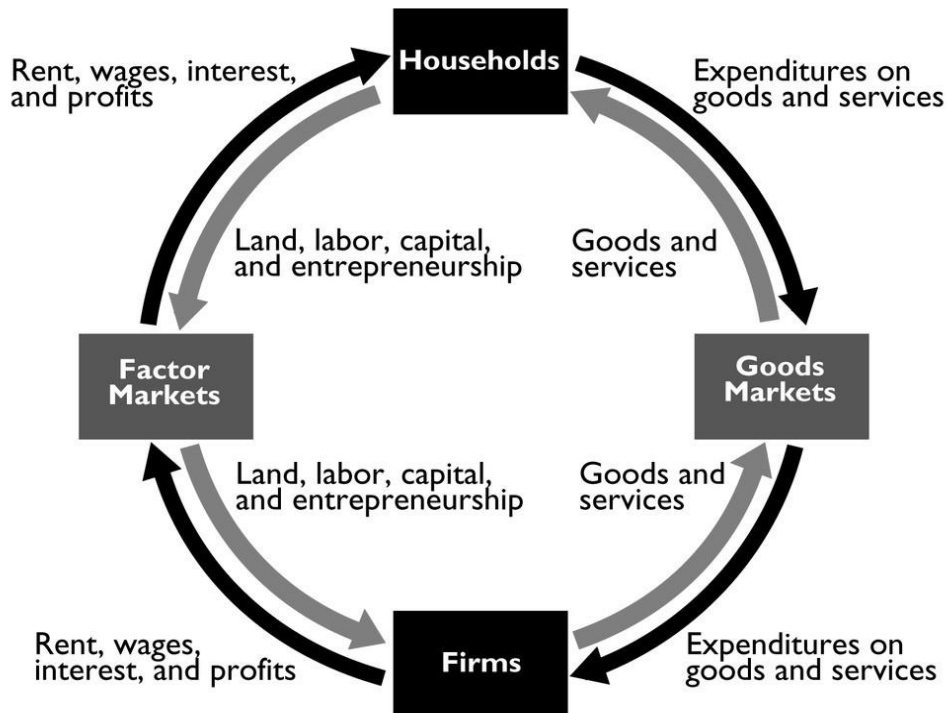 Households
Rent, wages, interest,
and profits
Expenditures on
goods and services
Land, labor, capital,
and entrepreneurship
Goods and
services
Factor
Markets
Goods
Markets
Land, labor, capital,
and entrepreneurship
Goods and
services
Rent, wages,
interest, and profits
Firms
Expenditures on
goods and services